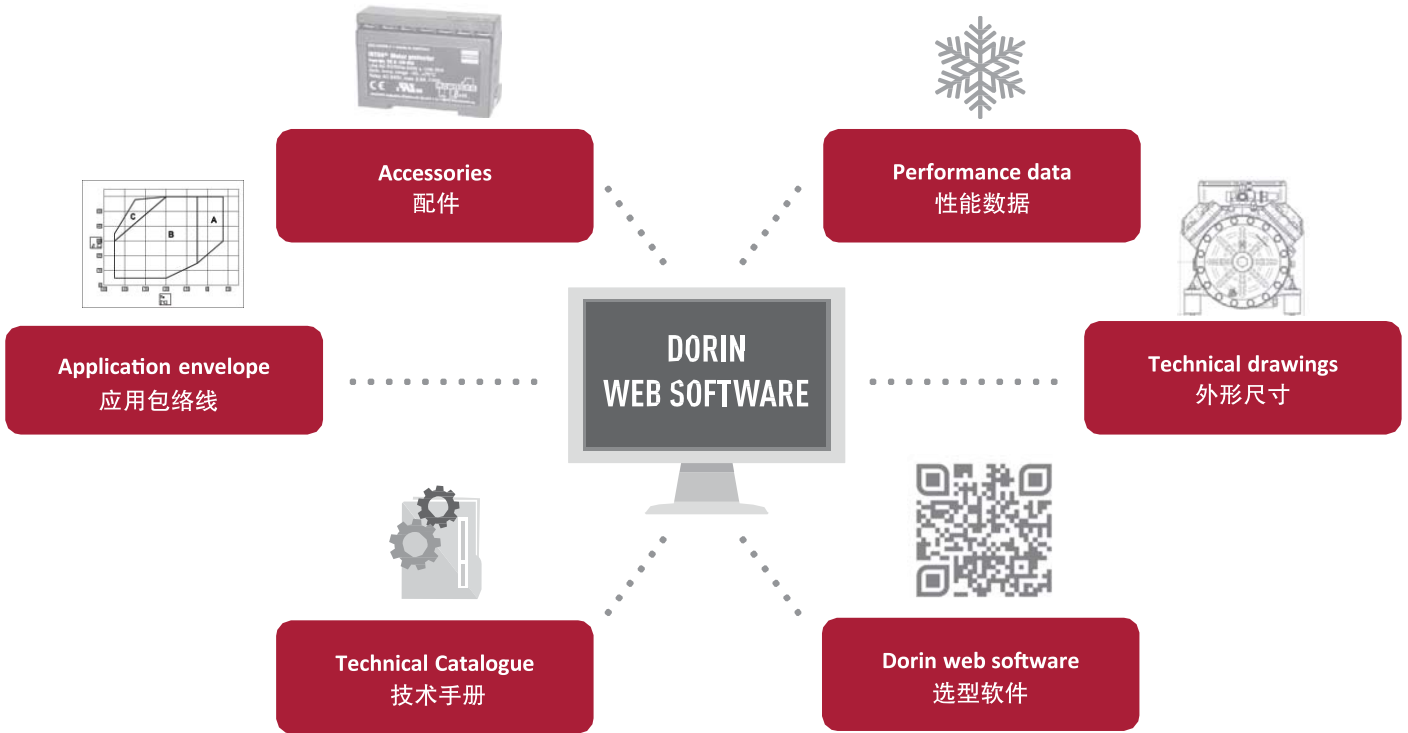 Accessories
配件
Performance data
性能数据
C
A
B
Application envelope
应用包络线
DORIN
WEB SOFTWARE
Technical drawings
外形尺寸
Technical Catalogue
技术手册
Dorin web software
选型软件